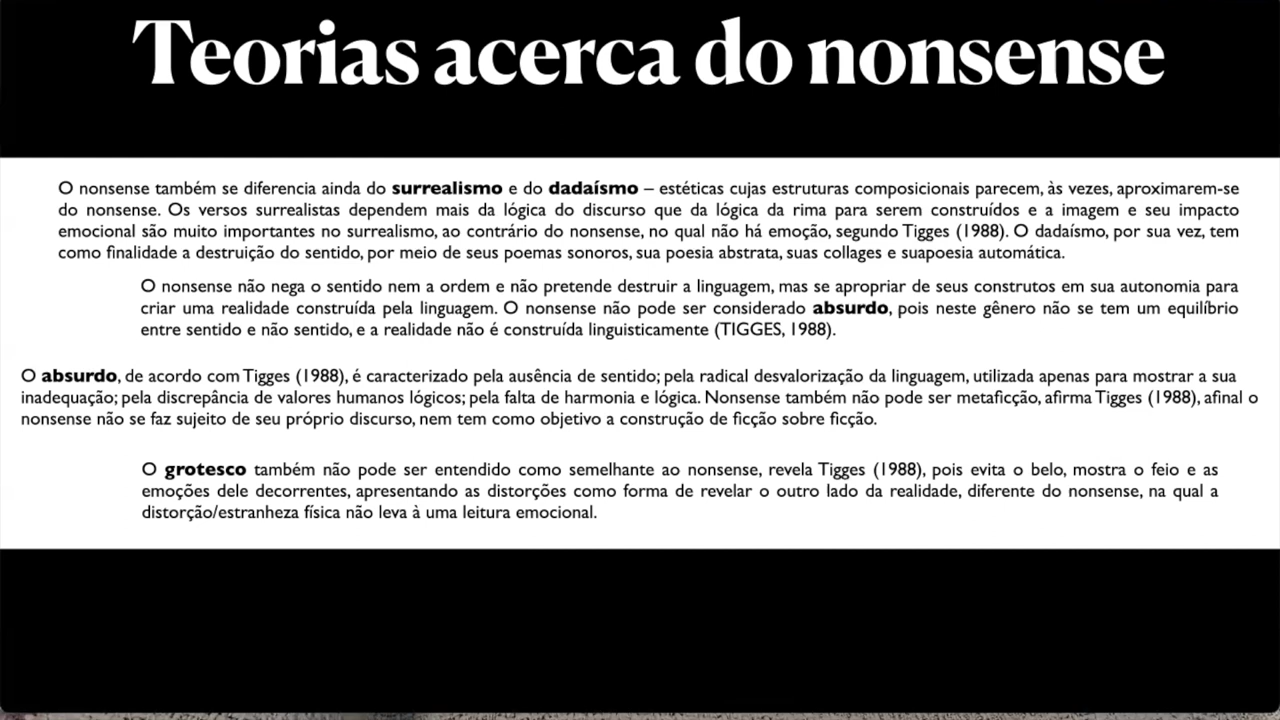 Teorias acerca do nonsense
O nonsense também se diferencia ainda do surrealismo e do dadaísmo – estéticas cujas estruturas composicionais parecem, às vezes, aproximarem-se
do nonsense. Os versos surrealistas dependem mais da lógica do discurso que da lógica da rima para serem construídos e a imagem e seu impacto
emocional são muito importantes no surrealismo, ao contrário do nonsense, no qual não há emoção, segundo Tigges (1988). O dadaísmo, por sua vez, tem
como finalidade a destruição do sentido, por meio de seus poemas sonoros, sua poesia abstrata, suas collages e suapoesia automática.
O nonsense não nega o sentido nem a ordem e não pretende destruir a linguagem, mas se apropriar de seus construtos em sua autonomia para
criar uma realidade construída pela linguagem. O nonsense não pode ser considerado absurdo, pois neste gênero não se tem um equilíbrio
entre sentido e não sentido, e a realidade não é construída linguisticamente (TIGGES, 1988).
O absurdo, de acordo com Tigges (1988), é caracterizado pela ausência de sentido; pela radical desvalorização da linguagem, utilizada apenas para mostrar a sua
inadequação; pela discrepância de valores humanos lógicos; pela falta de harmonia e lógica. Nonsense também não pode ser metaficção, afirma Tigges (1988), afinal o
nonsense não se faz sujeito de seu próprio discurso, nem tem como objetivo a construção de ficção sobre ficção.
O grotesco também não pode ser entendido como semelhante ao nonsense, revela Tigges (1988), pois evita o belo, mostra o feio e as
emoções dele decorrentes, apresentando as distorções como forma de revelar o outro lado da realidade, diferente do nonsense, na qual a
distorção/estranheza física não leva à uma leitura emocional.